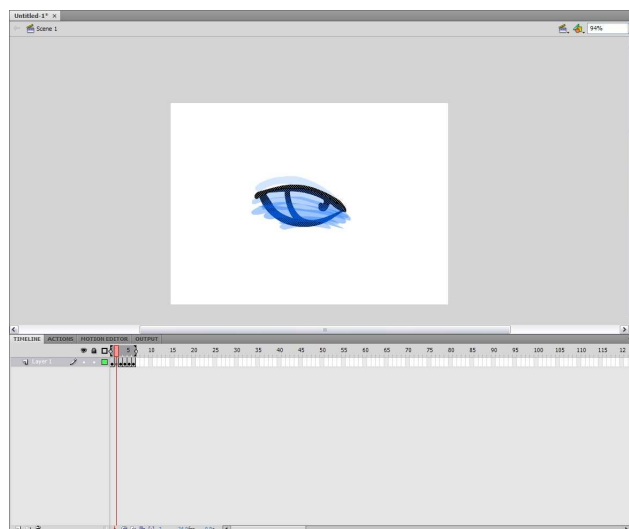 Untitled-1* ×
Scene 1
94%
TIMELINE ACTIONS MOTION EDITOR OUTPUT
5 10 15 20 25 30 35 40 45 50 55 60 65 70 75 80 85 90 95 100 105 110 115 12
Layer 1